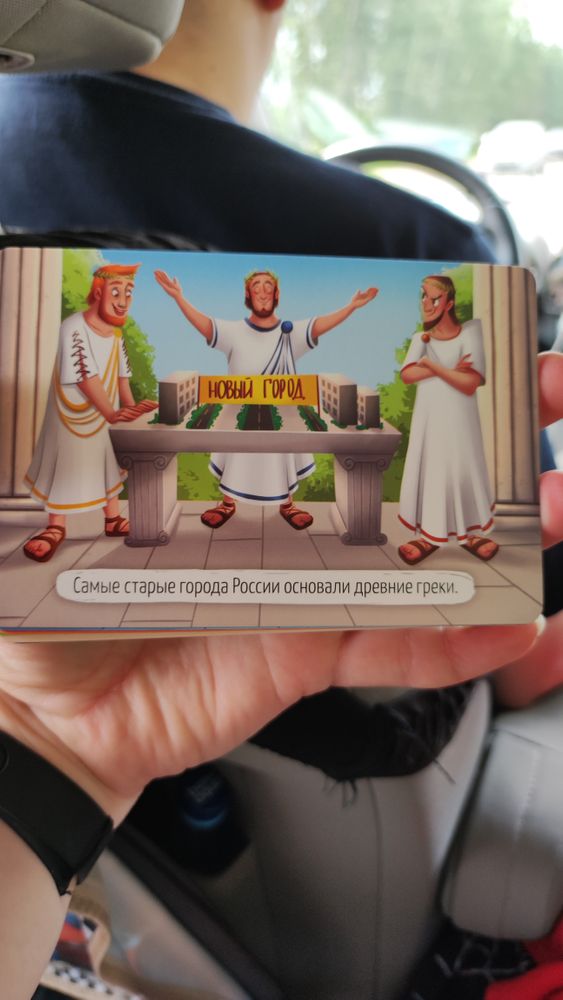 НОВЫЙ ГОРОД
Самые старые города России основали древние греки.